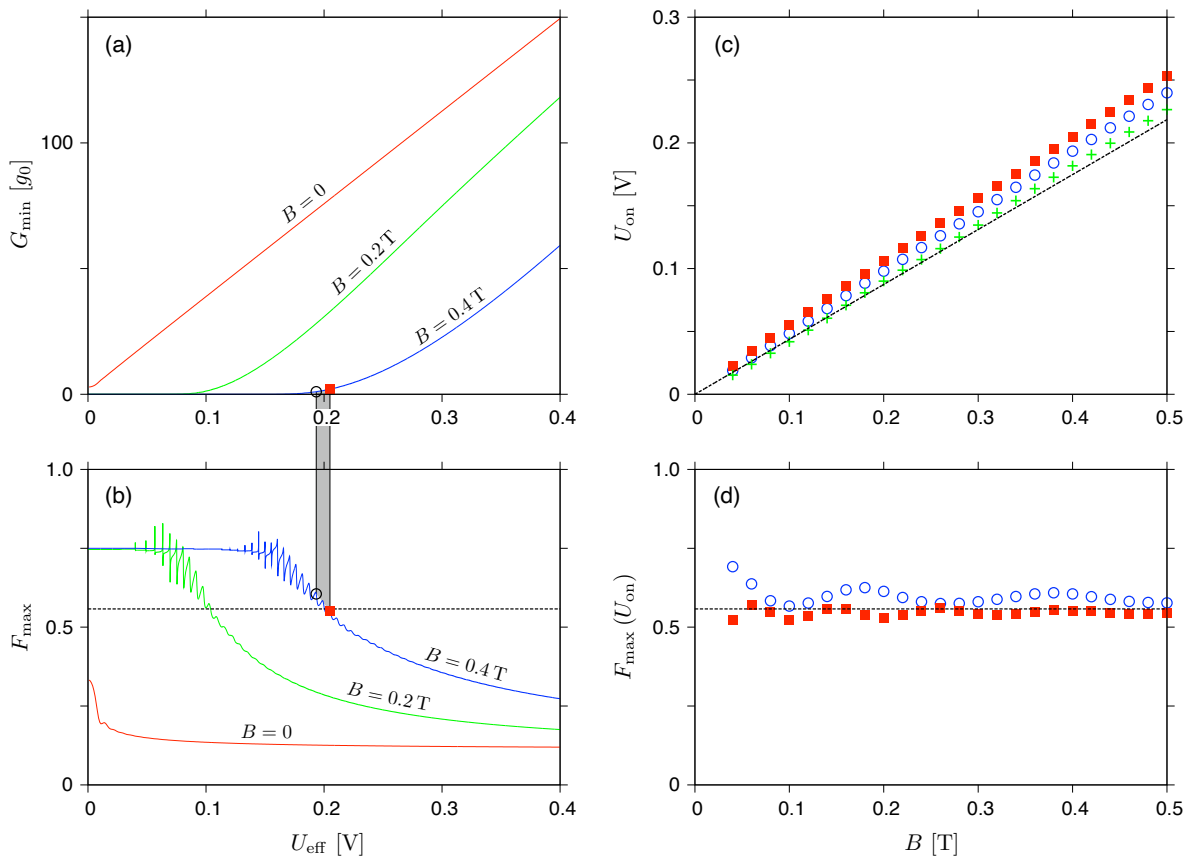 (a)
G_min [g_0]
100
0
B = 0
B = 0.2 T
B = 0.4 T
0 0.1 0.2 0.3 0.4
(b)
F_max
1.0
0.5
0
B = 0.4 T
B = 0.2 T
B = 0
0 0.1 0.2 0.3 0.4
U_eff [V]
(c)
U_on [V]
0.3
0.2
0.1
0
0 0.1 0.2 0.3 0.4 0.5
(d)
F_max (U_on)
1.0
0.5
0
0 0.1 0.2 0.3 0.4 0.5
B [T]